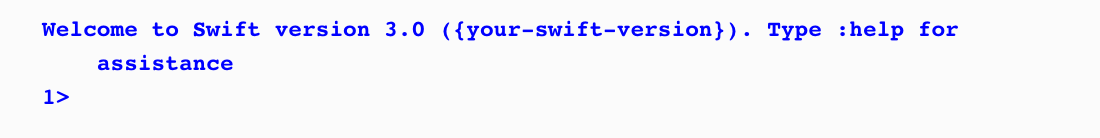 Welcome to Swift version 3.0 ({your-swift-version}). Type :help for
assistance
1>